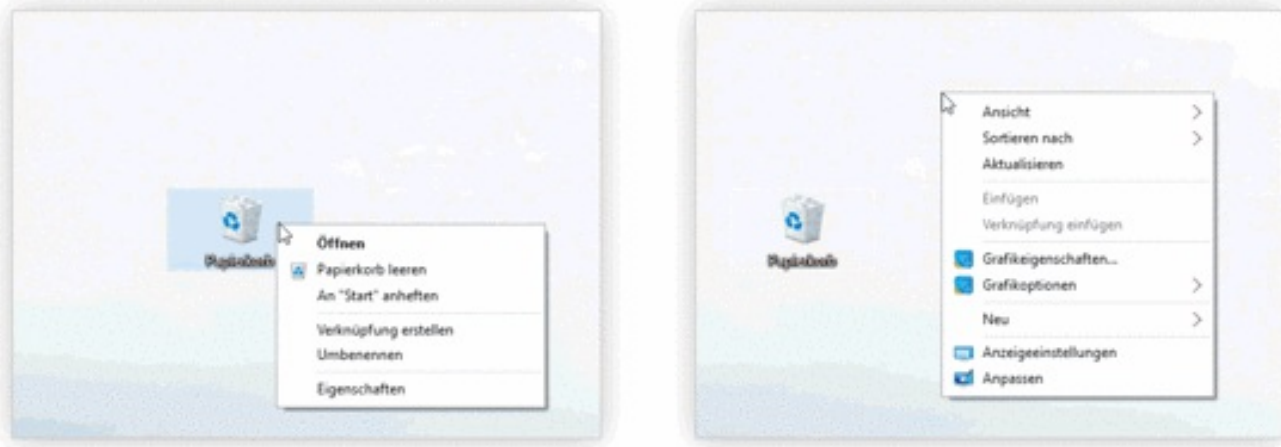 Papierkorb
Öffnen
Papierkorb leeren
An "Start" anheften
Verknüpfung erstellen
Umbenennen
Eigenschaften
Papierkorb
Ansicht
Sortieren nach
Aktualisieren
Einfügen
Verknüpfung einfügen
Grafikeigenschaften...
Grafikoptionen
Neu
Anzeigeeinstellungen
Anpassen